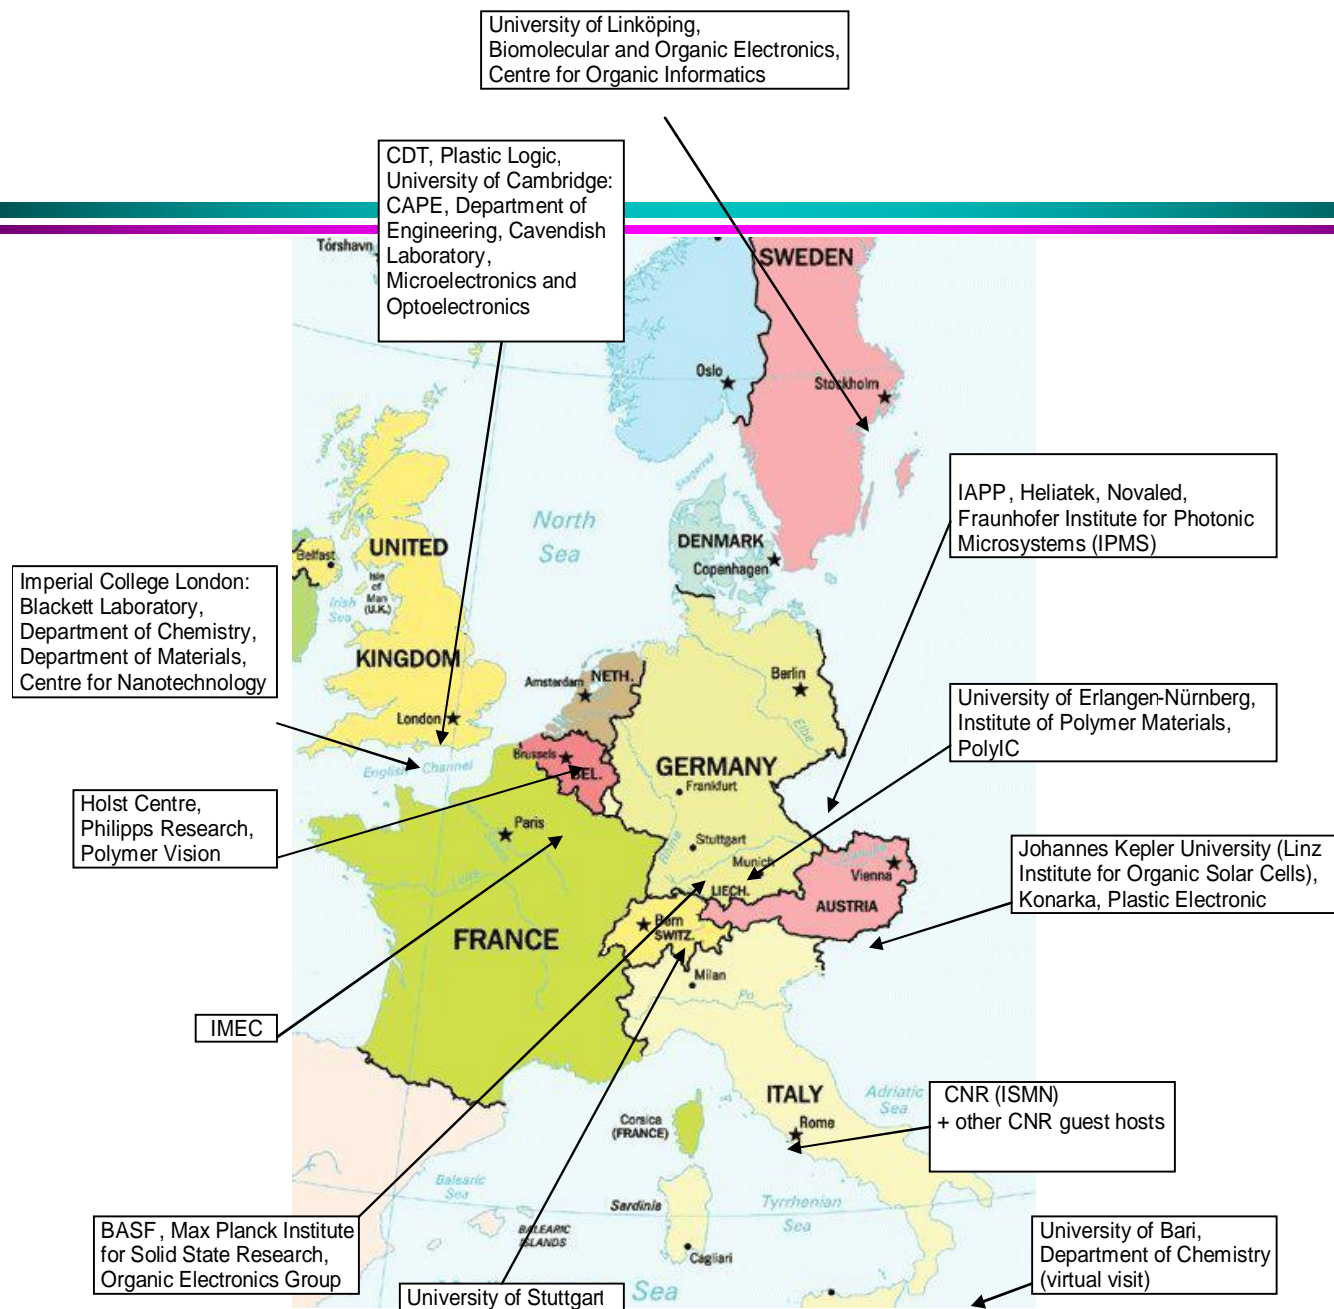 University of Linköping,
Biomolecular and Organic Electronics,
Centre for Organic Informatics
CDT, Plastic Logic,
University of Cambridge:
CAPE, Department of
Engineering, Cavendish
Laboratory,
Microelectronics and
Optoelectronics
Tórshavn
SWEDEN
Oslo
Stockholm
Skagerrak
Kattegat
North
Sea
DENMARK
Copenhagen
IAPP, Heliatek, Novaled,
Fraunhofer Institute for Photonic
Microsystems (IPMS)
Belfast
UNITED
Isle
of
Man
(U.K.)
Irish
Sea
KINGDOM
London
Imperial College London:
Blackett Laboratory,
Department of Chemistry,
Department of Materials,
Centre for Nanotechnology
Amsterdam
NETH.
Berlin
Elbe
University of Erlangen-Nürnberg,
Institute of Polymer Materials,
PolyIC
English Channel
Brussels
BEL.
GERMANY
Frankfurt
Holst Centre,
Philipps Research,
Polymer Vision
Paris
Rhine
Stuttgart
Munich
Danube
Vienna
LIECH.
AUSTRIA
Johannes Kepler University (Linz
Institute for Organic Solar Cells),
Konarka, Plastic Electronic
Loire
FRANCE
Bern
SWITZ.
Milan
Po
IMEC
ITALY
Adriatic
Sea
Corsica
(FRANCE)
Rome
CNR (ISMN)
+ other CNR guest hosts
Balearic
Sea
Sardinia
Tyrrhenian
Sea
BALEARIC
ISLANDS
Cagliari
BASF, Max Planck Institute
for Solid State Research,
Organic Electronics Group
University of Stuttgart
Sea
University of Bari,
Department of Chemistry
(virtual visit)